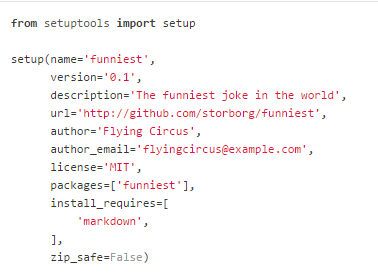 from setuptools import setup
setup(name='funniest',
      version='0.1',
      description='The funniest joke in the world',
      url='http://github.com/storborg/funniest',
      author='Flying Circus',
      author_email='flyingcircus@example.com',
      license='MIT',
      packages=['funniest'],
      install_requires=[
          'markdown',
      ],
      zip_safe=False)